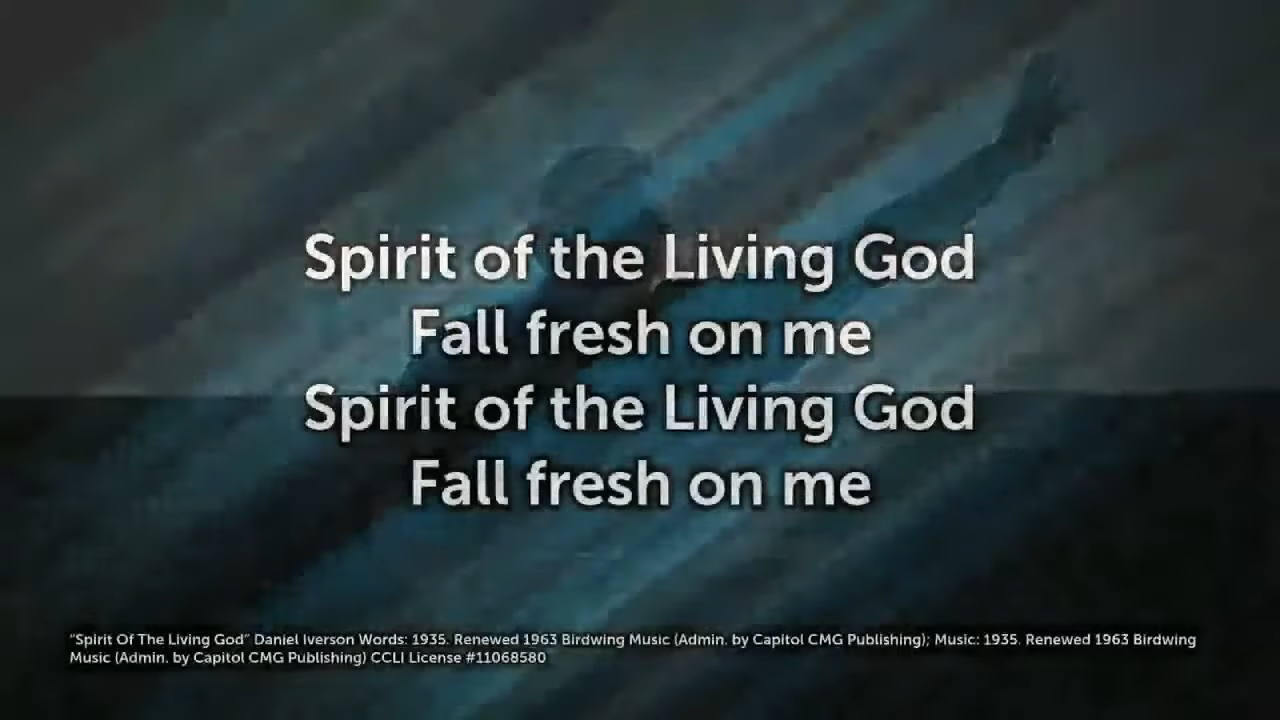 Spirit of the Living God
Fall fresh on me
Spirit of the Living God
Fall fresh on me
"Spirit Of The Living God" Daniel Iverson Words: 1935. Renewed 1963 Birdwing Music (Admin. by Capitol CMG Publishing); Music: 1935. Renewed 1963 Birdwing
Music (Admin. by Capitol CMG Publishing) CCLI License #11068580